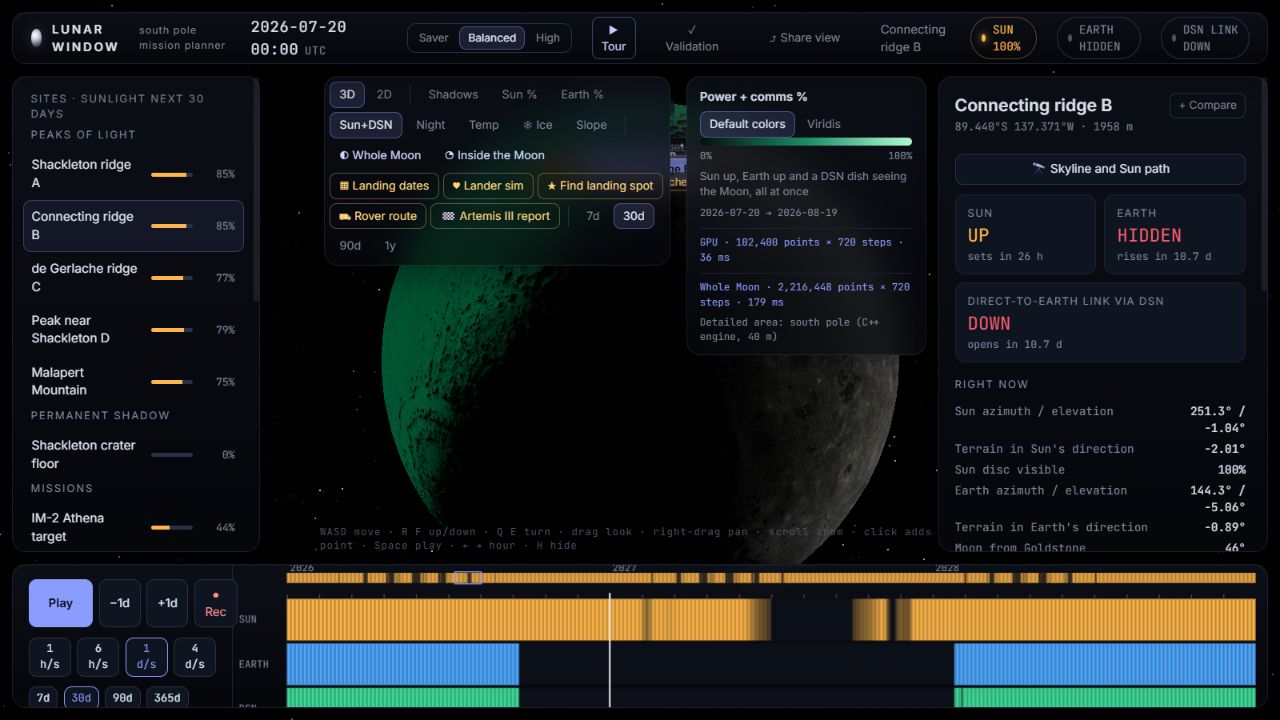 LUNAR WINDOW
south pole mission planner
2026-07-20
00:00 UTC
Saver Balanced High
▶ Tour
✓ Validation
⤴ Share view
Connecting ridge B
SUN 100%
EARTH HIDDEN
DSN LINK DOWN
SITES · SUNLIGHT NEXT 30 DAYS
PEAKS OF LIGHT
Shackleton ridge A 85%
Connecting ridge B 85%
de Gerlache ridge C 77%
Peak near Shackleton D 79%
Malapert Mountain 75%
PERMANENT SHADOW
Shackleton crater floor 0%
MISSIONS
IM-2 Athena target 44%
3D 2D Shadows Sun % Earth %
Sun+DSN Night Temp ❄ Ice Slope
◐ Whole Moon ◔ Inside the Moon
▦ Landing dates ♥ Lander sim ★ Find landing spot
⛟ Rover route 🏁 Artemis III report 7d 30d
90d 1y
Power + comms %
Default colors Viridis
0% 100%
Sun up, Earth up and a DSN dish seeing
the Moon, all at once
2026-07-20 → 2026-08-19
GPU · 102,400 points × 720 steps ·
36 ms
Whole Moon · 2,216,448 points × 720
steps · 179 ms
Detailed area: south pole (C++
engine, 40 m)
WASD move · R F up/down · Q E turn · drag look · right-drag pan · scroll zoom · click adds
point · Space play · ← → hour · H hide
Connecting ridge B
+ Compare
89.440°S 137.371°W · 1958 m
🔭 Skyline and Sun path
SUN
UP
sets in 26 h
EARTH
HIDDEN
rises in 10.7 d
DIRECT-TO-EARTH LINK VIA DSN
DOWN
opens in 10.7 d
RIGHT NOW
Sun azimuth / elevation 251.3° /
-1.04°
Terrain in Sun's direction -2.01°
Sun disc visible 100%
Earth azimuth / elevation 144.3° /
-5.06°
Terrain in Earth's direction -0.89°
Moon from Goldstone 46°
Play −1d +1d ● Rec
1 h/s 6 h/s 1 d/s 4 d/s
7d 30d 90d 365d
2026 2027 2028
SUN
EARTH
DSN